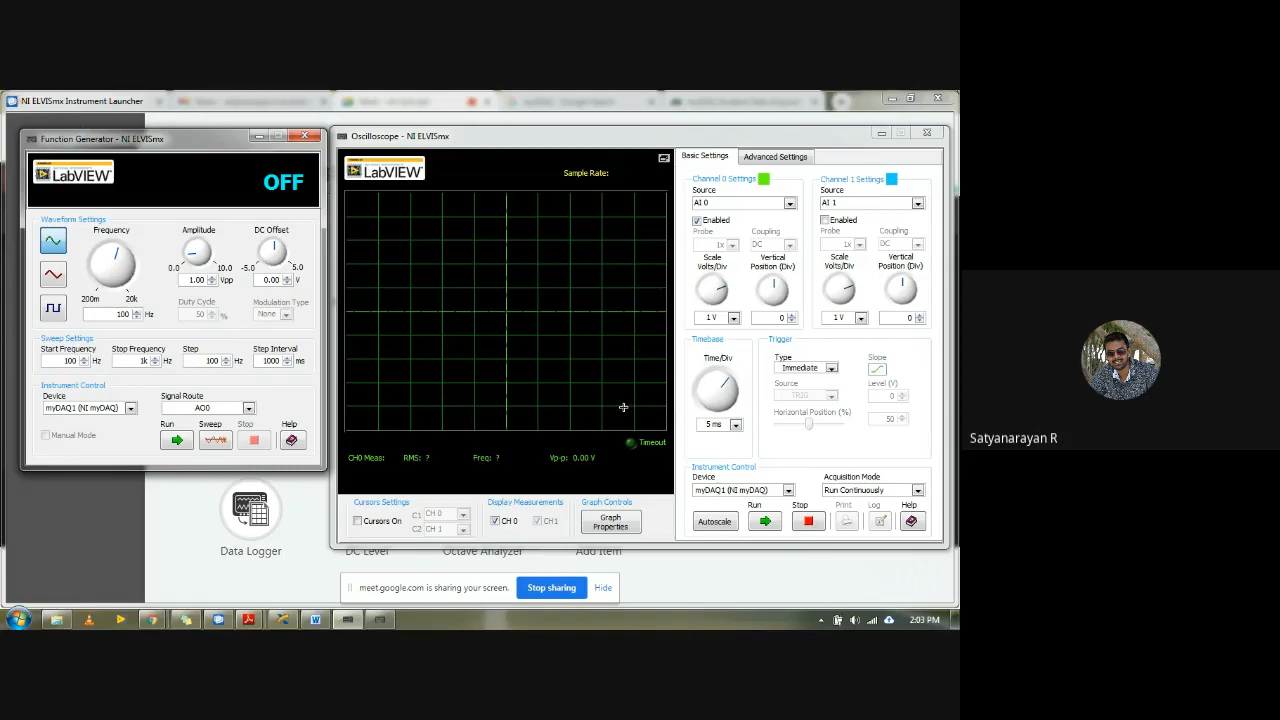 NI ELVISmx Instrument Launcher
Function Generator - NI ELVISmx
LabVIEW
OFF
Waveform Settings
Frequency
Amplitude
DC Offset
0.0 10.0
-5.0 5.0
1.00 Vpp
0.00 V
200m 20k
100 Hz
Duty Cycle
50 %
Modulation Type
None
Sweep Settings
Start Frequency
Stop Frequency
Step
Step Interval
100 Hz
1k Hz
100 Hz
1000 ms
Instrument Control
Device
Signal Route
myDAQ1 (NI myDAQ)
AO0
Manual Mode
Run
Sweep
Stop
Help
Oscilloscope - NI ELVISmx
LabVIEW
Sample Rate:
Timeout
CH0 Meas: RMS: ? Freq: ? Vp-p: 0.00 V
Cursors Settings
Cursors On
C1 CH 0
C2 CH 1
Display Measurements
CH 0
CH1
Graph Controls
Graph
Properties
Basic Settings
Advanced Settings
Channel 0 Settings
Source
AI 0
Enabled
Probe
Coupling
1x
DC
Scale
Volts/Div
Vertical
Position (Div)
1 V
0
Channel 1 Settings
Source
AI 1
Enabled
Probe
Coupling
1x
DC
Scale
Volts/Div
Vertical
Position (Div)
1 V
0
Timebase
Time/Div
5 ms
Trigger
Type
Immediate
Slope
Source
TRIG
Level (V)
0
Horizontal Position (%)
50
Instrument Control
Device
Acquisition Mode
myDAQ1 (NI myDAQ)
Run Continuously
Run
Stop
Print
Log
Help
Autoscale
Data Logger
DC Level
Octave Analyzer
Add Item
meet.google.com is sharing your screen.
Stop sharing
Hide
2:03 PM
Satyanarayan R